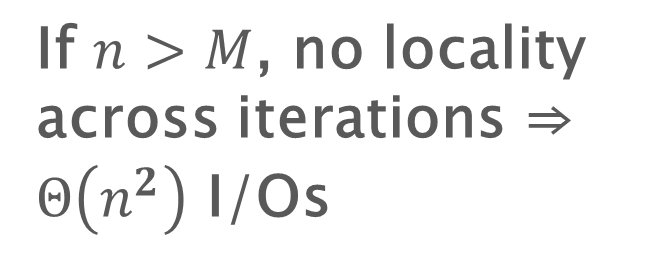 If 𝑛 > 𝑀, no locality
across iterations ⇒
Θ(𝑛²) I/Os